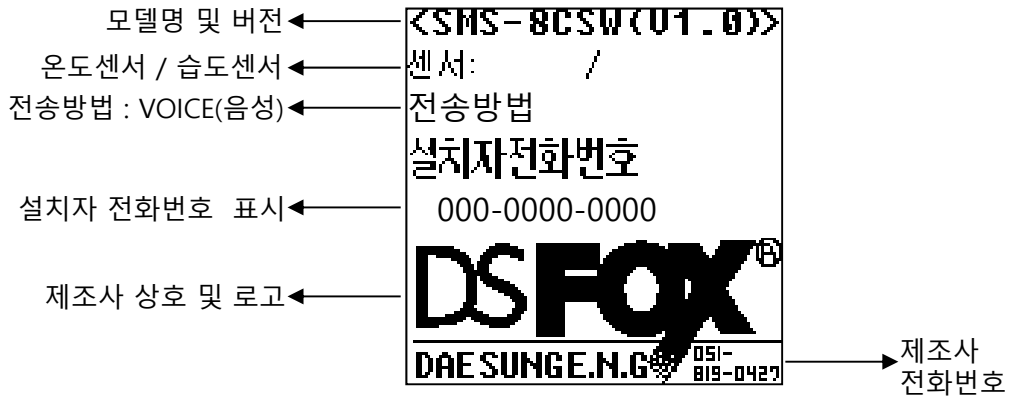 모델명 및 버전
<SMS-8CSW(V1.0)>
온도센서 / 습도센서
센서: /
전송방법 : VOICE(음성)
전송방법
설치자전화번호
설치자 전화번호 표시
000-0000-0000
제조사 상호 및 로고
DSFOX®
DAESUNGE.N.G
051-
819-0427
제조사
전화번호